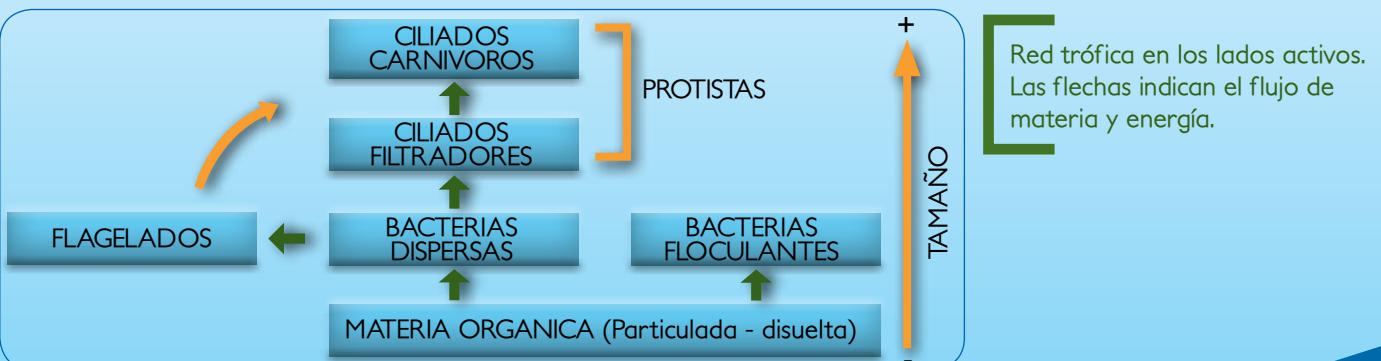 CILIADOS
CARNIVOROS
PROTISTAS
CILIADOS
FILTRADORES
FLAGELADOS
BACTERIAS
DISPERSAS
BACTERIAS
FLOCULANTES
MATERIA ORGANICA (Particulada - disuelta)
+
TAMAÑO
-
Red trófica en los lados activos.
Las flechas indican el flujo de
materia y energía.